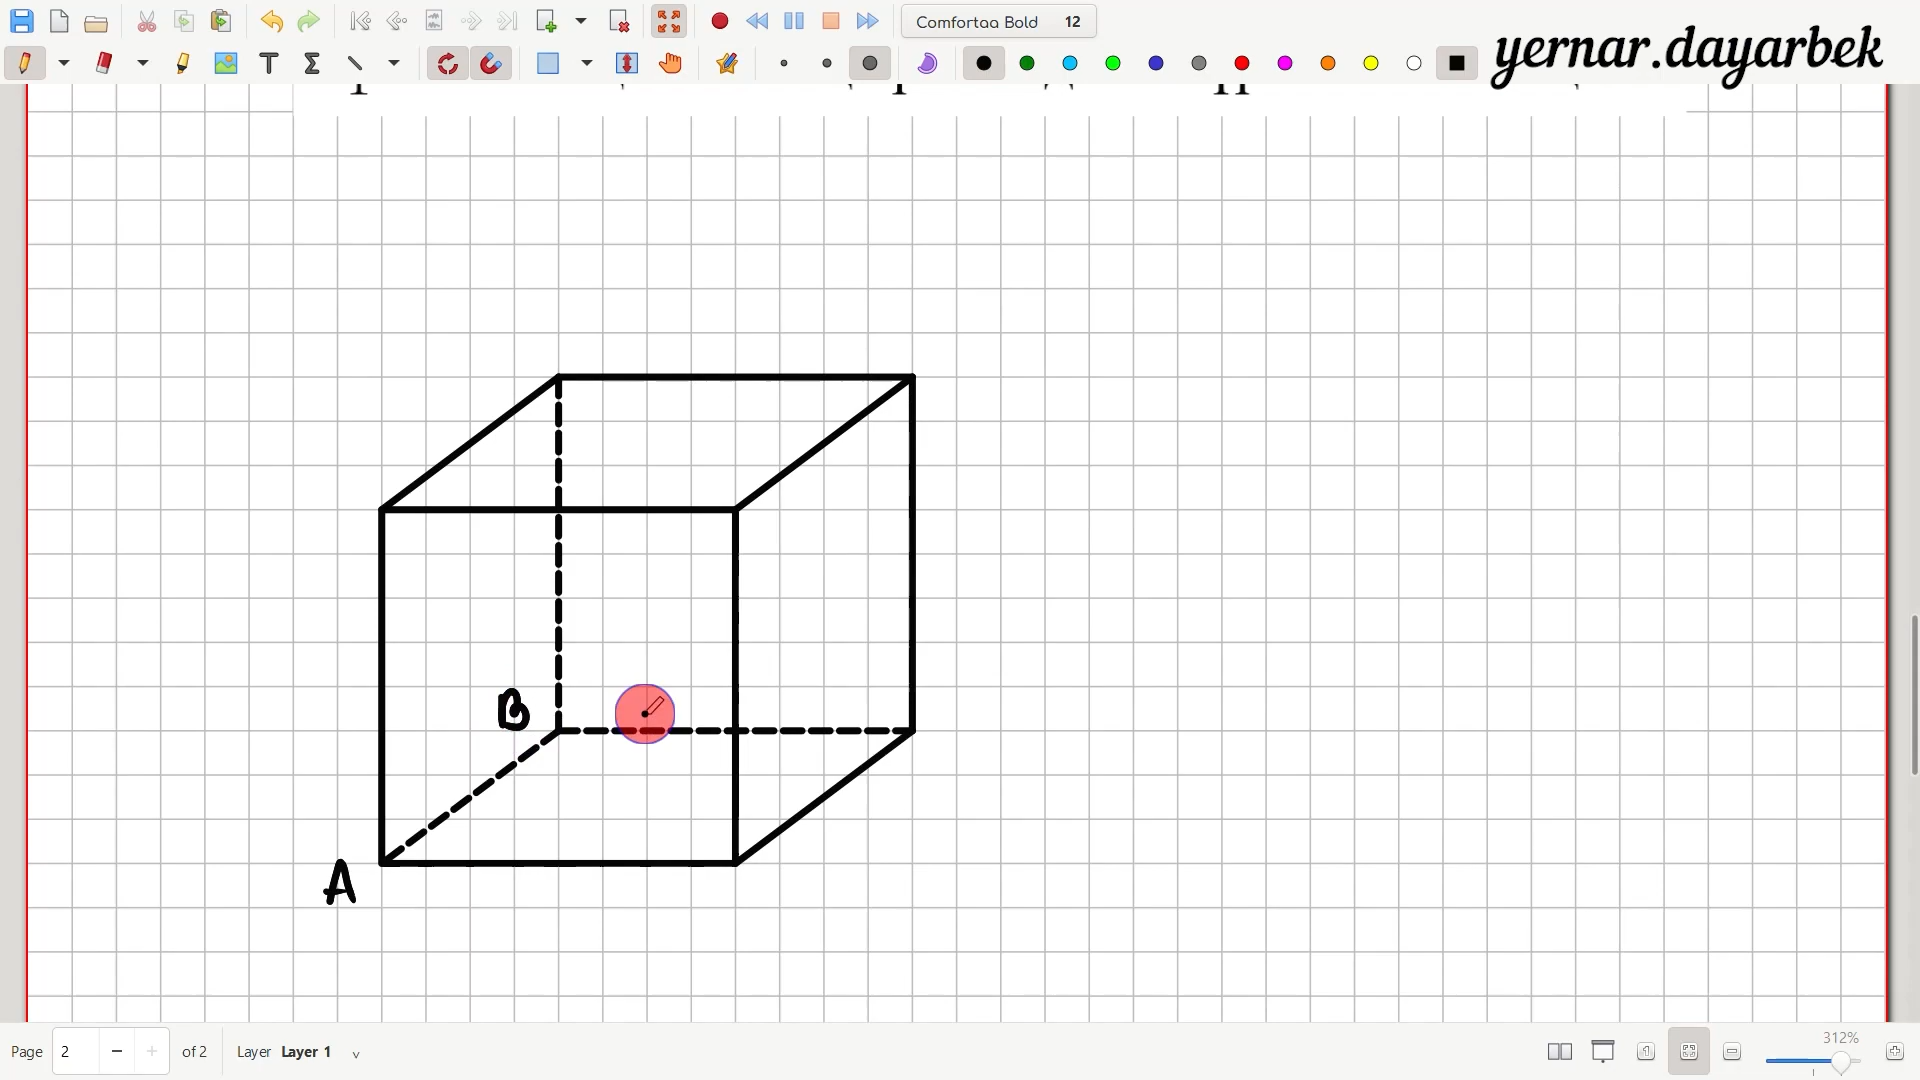 Comfortaa Bold 12
yernar.dayarbek
B
A
Page 2 of 2 Layer Layer 1 312%